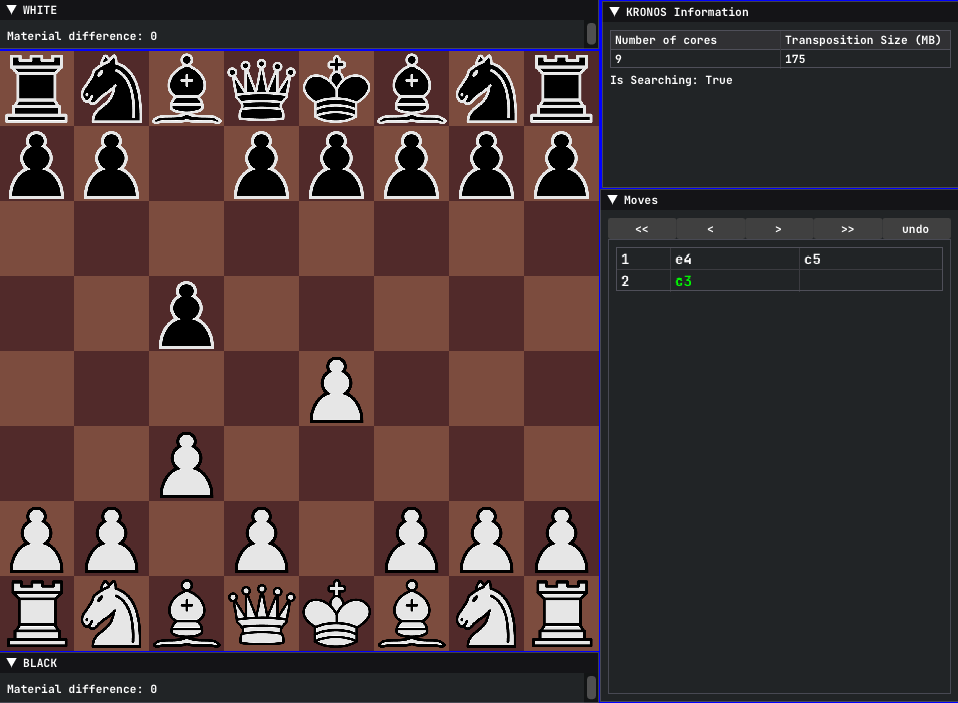 WHITE
Material difference: 0
BLACK
Material difference: 0
KRONOS Information
Number of cores Transposition Size (MB)
9 175
Is Searching: True
Moves
<< < > >> undo
1 e4 c5
2 c3